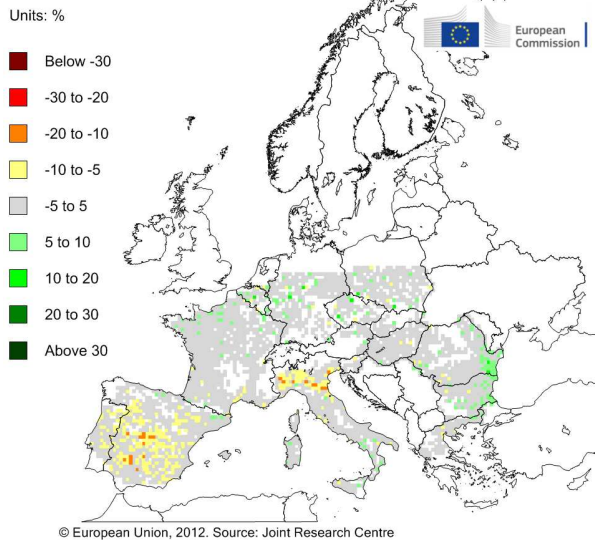 Units: %
Below -30
-30 to -20
-20 to -10
-10 to -5
-5 to 5
5 to 10
10 to 20
20 to 30
Above 30
European
Commission
© European Union, 2012. Source: Joint Research Centre